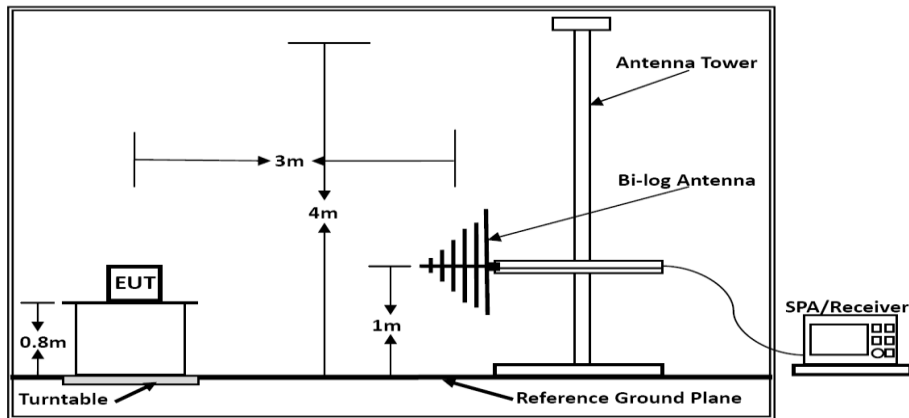 Antenna Tower
3m
Bi-log Antenna
4m
EUT
SPA/Receiver
0.8m
1m
Turntable
Reference Ground Plane